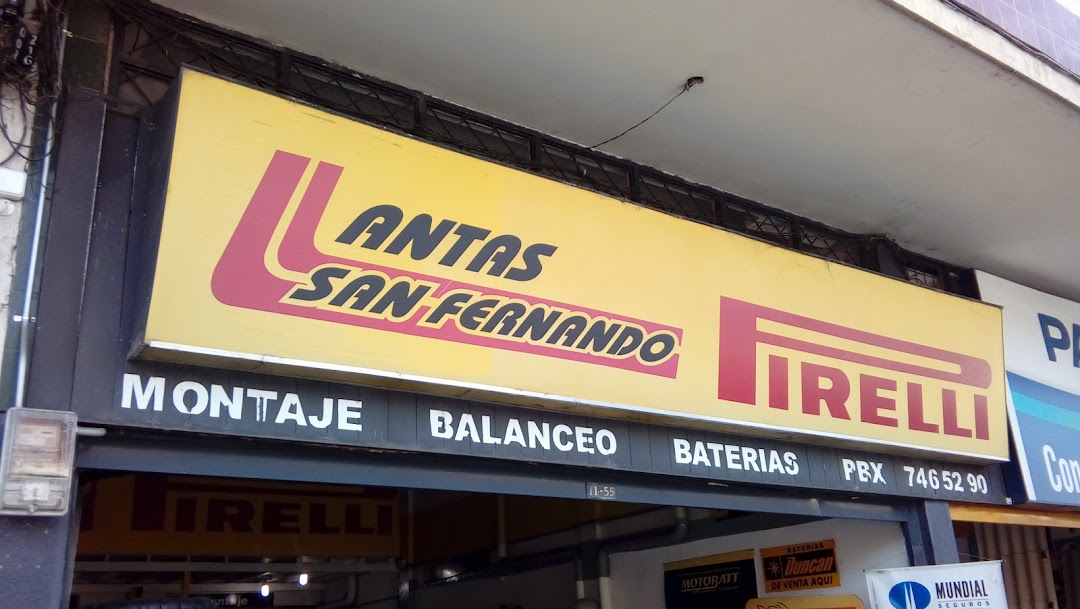 LLANTAS
SAN FERNANDO
PIRELLI
MONTAJE BALANCEO BATERIAS PBX 746 52 90
11-55
PIRELLI
MOTOBATT
BATERIAS
Duncan
DE VENTA AQUI
MUNDIAL
SEGUROS